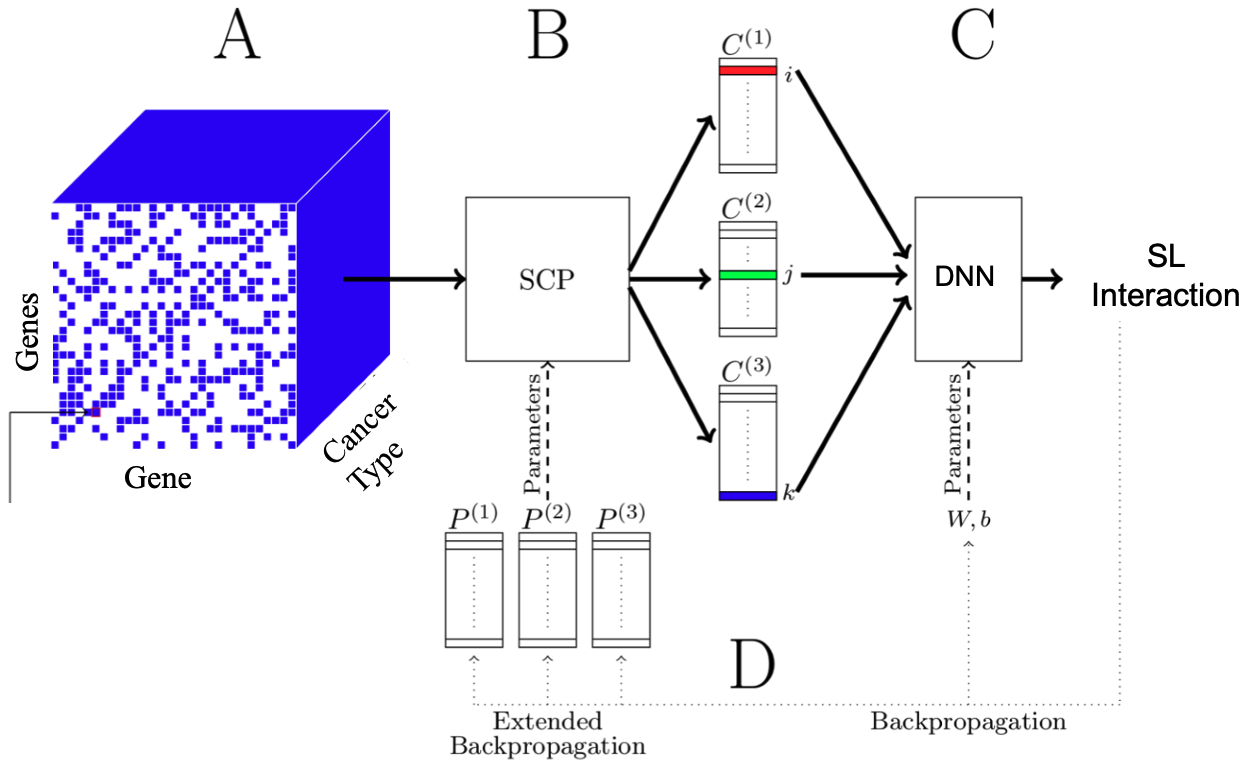 A
B
C
C^(1)
i
C^(2)
j
C^(3)
k
SCP
DNN
SL
Interaction
Genes
Gene
Cancer
Type
Parameters
P^(1)
P^(2)
P^(3)
Parameters
W, b
D
Extended
Backpropagation
Backpropagation